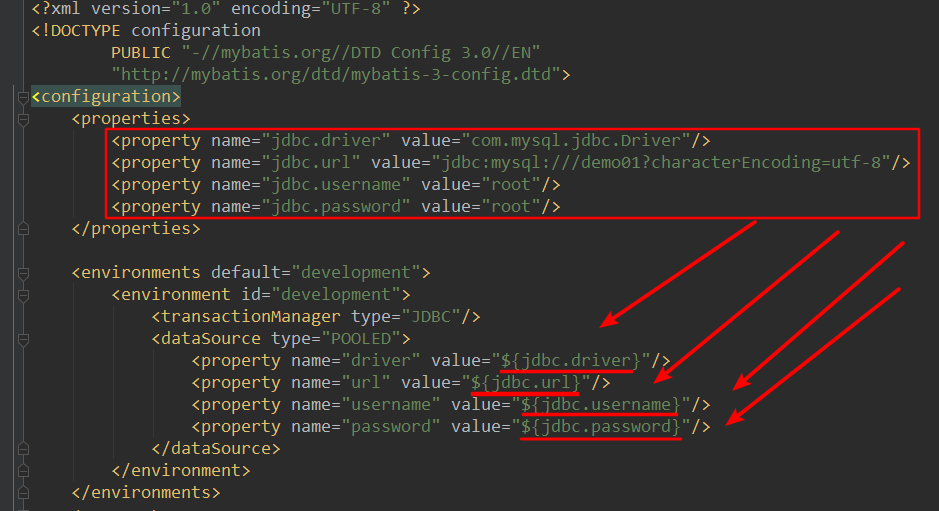 <?xml version="1.0" encoding="UTF-8" ?>
<!DOCTYPE configuration
        PUBLIC "-//mybatis.org//DTD Config 3.0//EN"
        "http://mybatis.org/dtd/mybatis-3-config.dtd">
<configuration>
    <properties>
        <property name="jdbc.driver" value="com.mysql.jdbc.Driver"/>
        <property name="jdbc.url" value="jdbc:mysql:///demo01?characterEncoding=utf-8"/>
        <property name="jdbc.username" value="root"/>
        <property name="jdbc.password" value="root"/>
    </properties>
    <environments default="development">
        <environment id="development">
            <transactionManager type="JDBC"/>
            <dataSource type="POOLED">
                <property name="driver" value="${jdbc.driver}"/>
                <property name="url" value="${jdbc.url}"/>
                <property name="username" value="${jdbc.username}"/>
                <property name="password" value="${jdbc.password}"/>
            </dataSource>
        </environment>
    </environments>